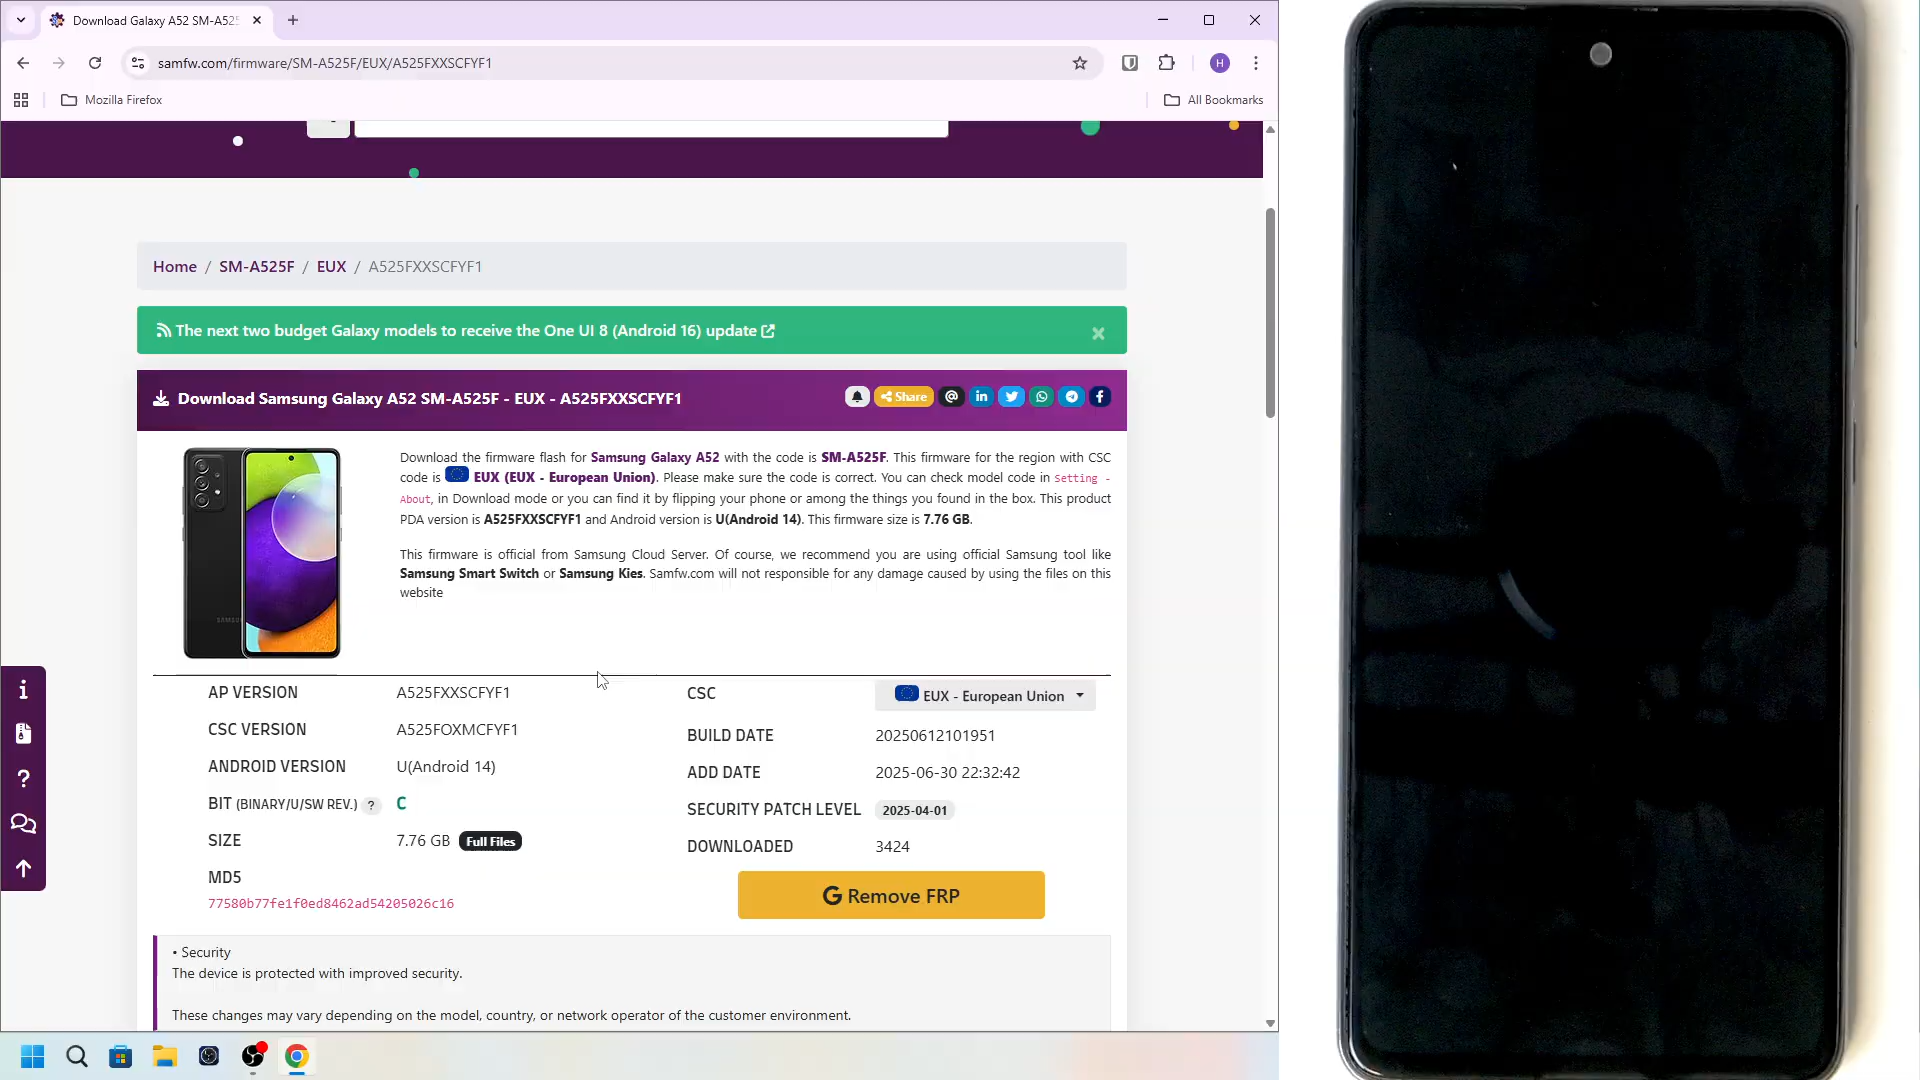 Download Galaxy A52 SM-A525
samfw.com/firmware/SM-A525F/EUX/A525FXXSCFYF1
H
Mozilla Firefox
All Bookmarks
Home / SM-A525F / EUX / A525FXXSCFYF1
The next two budget Galaxy models to receive the One UI 8 (Android 16) update
Download Samsung Galaxy A52 SM-A525F - EUX - A525FXXSCFYF1
Share
Download the firmware flash for Samsung Galaxy A52 with the code is SM-A525F. This firmware for the region with CSC
code is EUX (EUX - European Union). Please make sure the code is correct. You can check model code in Setting -
About, in Download mode or you can find it by flipping your phone or among the things you found in the box. This product
PDA version is A525FXXSCFYF1 and Android version is U(Android 14). This firmware size is 7.76 GB.
This firmware is official from Samsung Cloud Server. Of course, we recommend you are using official Samsung tool like
Samsung Smart Switch or Samsung Kies. Samfw.com will not responsible for any damage caused by using the files on this
website
AP VERSION A525FXXSCFYF1
CSC VERSION A525FOXMCFYF1
ANDROID VERSION U(Android 14)
BIT (BINARY/U/SW REV.) ? C
SIZE 7.76 GB Full Files
MD5
77580b77fe1f0ed8462ad54205026c16
CSC EUX - European Union
BUILD DATE 20250612101951
ADD DATE 2025-06-30 22:32:42
SECURITY PATCH LEVEL 2025-04-01
DOWNLOADED 3424
Remove FRP
• Security
The device is protected with improved security.
These changes may vary depending on the model, country, or network operator of the customer environment.